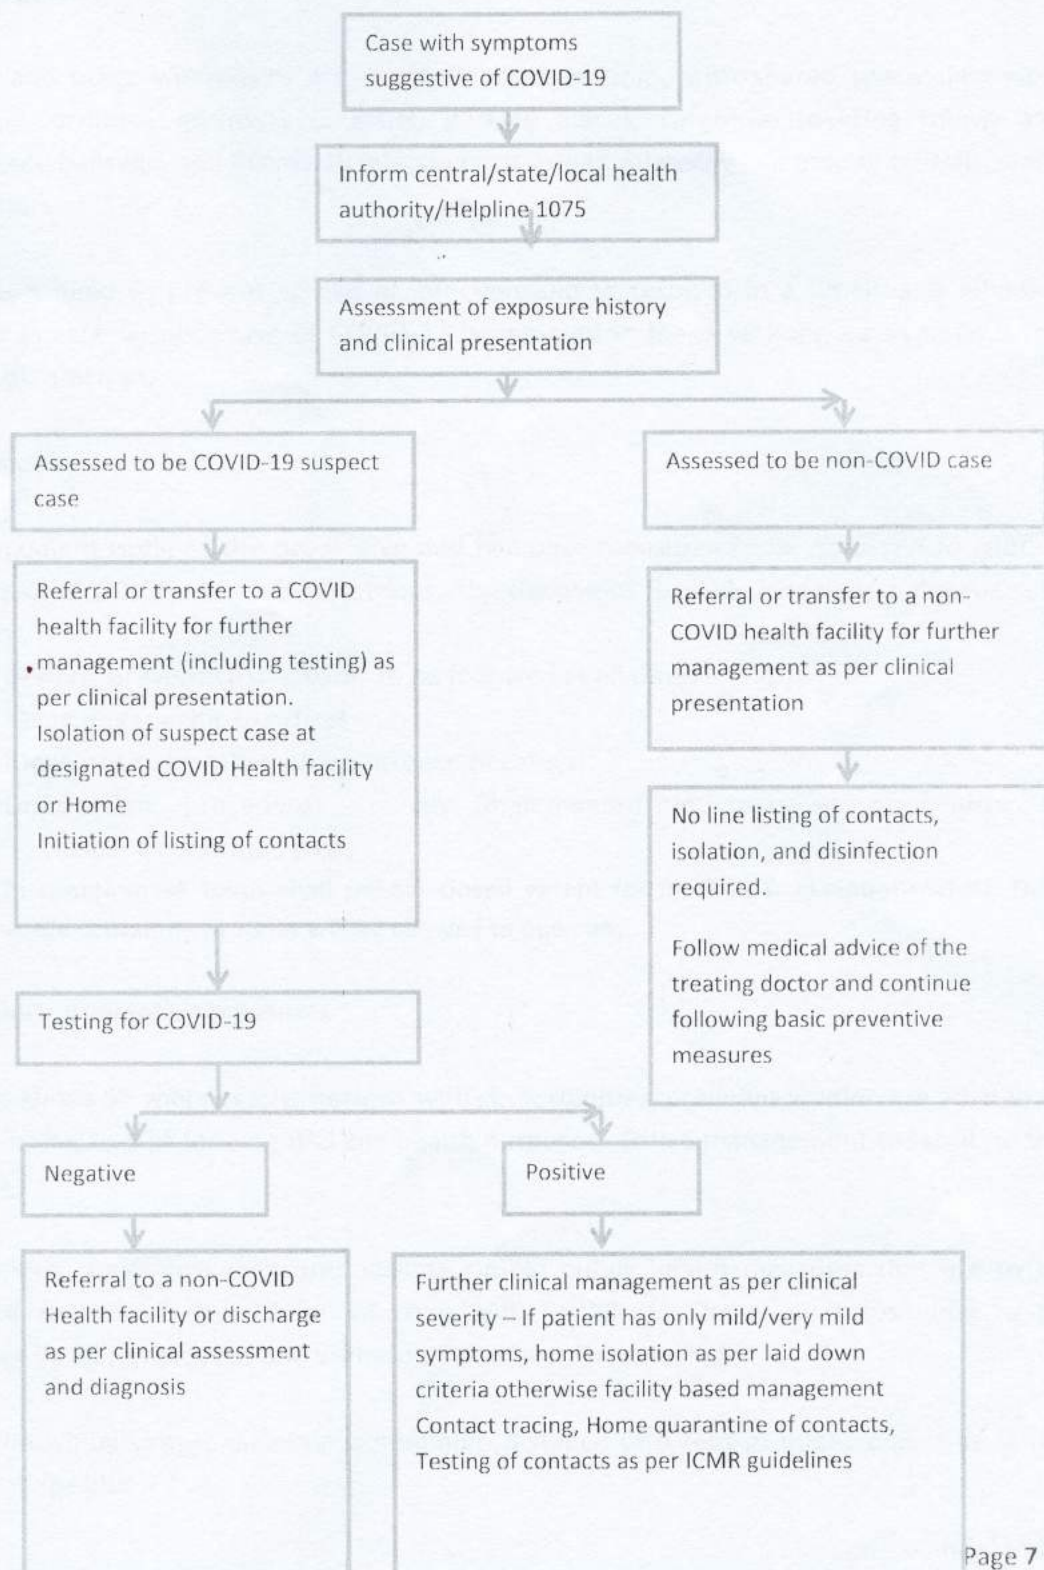 Case with symptoms
suggestive of COVID-19
Inform central/state/local health
authority/Helpline 1075
Assessment of exposure history
and clinical presentation
Assessed to be COVID-19 suspect
case
Assessed to be non-COVID case
Referral or transfer to a COVID
health facility for further
management (including testing) as
per clinical presentation.
Isolation of suspect case at
designated COVID Health facility
or Home
Initiation of listing of contacts
Referral or transfer to a non-
COVID health facility for further
management as per clinical
presentation
No line listing of contacts,
isolation, and disinfection
required.
Follow medical advice of the
treating doctor and continue
following basic preventive
measures
Testing for COVID-19
Negative
Positive
Referral to a non-COVID
Health facility or discharge
as per clinical assessment
and diagnosis
Further clinical management as per clinical
severity – If patient has only mild/very mild
symptoms, home isolation as per laid down
criteria otherwise facility based management
Contact tracing, Home quarantine of contacts,
Testing of contacts as per ICMR guidelines
Page 7